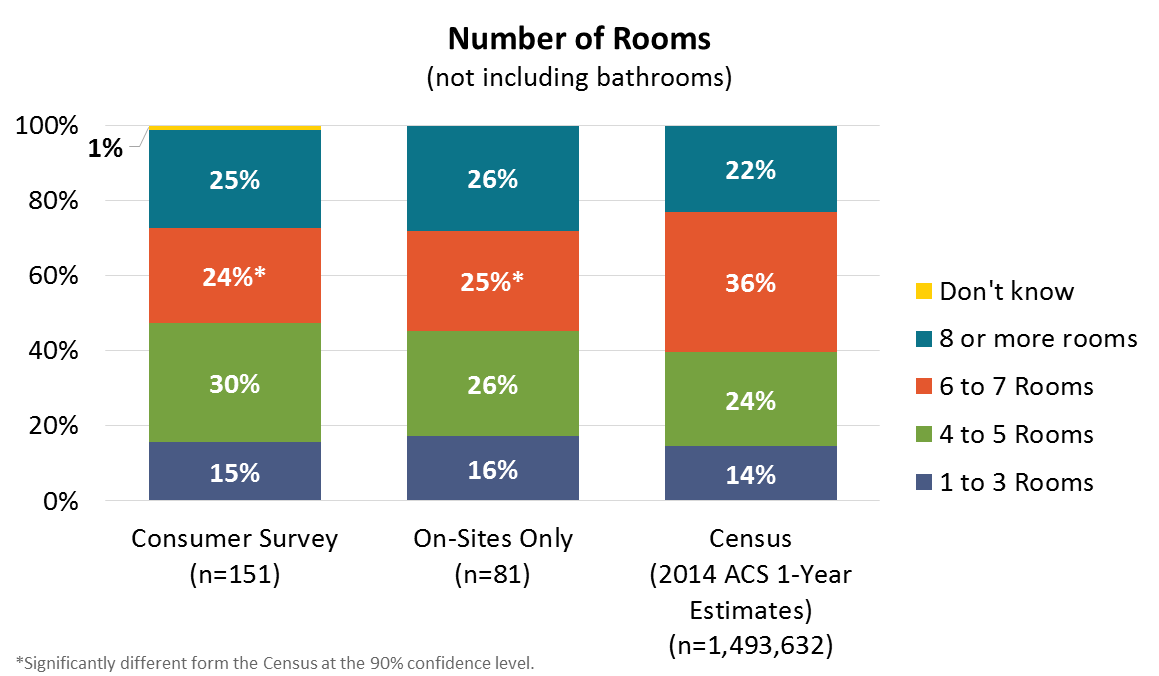 Number of Rooms
(not including bathrooms)
100%
80%
60%
40%
20%
0%
1%
25%
24%*
30%
15%
26%
25%*
26%
16%
22%
36%
24%
14%
Consumer Survey
(n=151)
On-Sites Only
(n=81)
Census
(2014 ACS 1-Year
Estimates)
(n=1,493,632)
Don't know
8 or more rooms
6 to 7 Rooms
4 to 5 Rooms
1 to 3 Rooms
*Significantly different form the Census at the 90% confidence level.